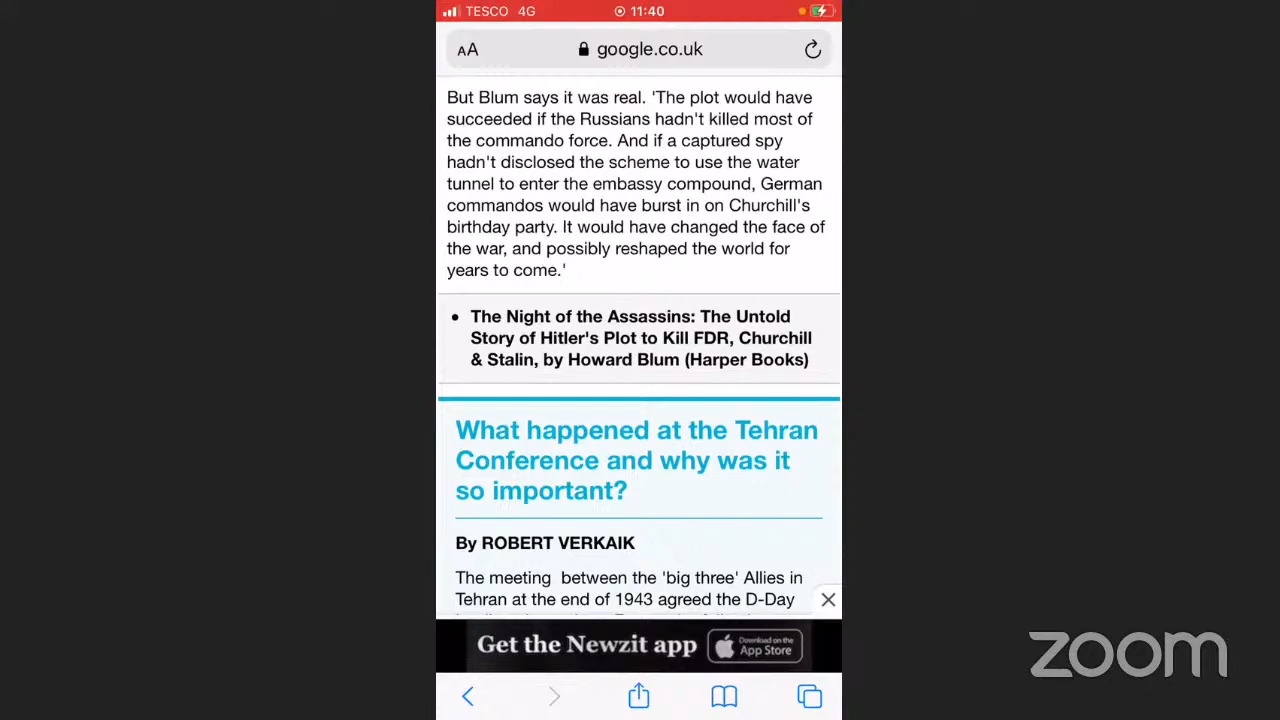 TESCO 4G 11:40
AA google.co.uk
But Blum says it was real. 'The plot would have
succeeded if the Russians hadn't killed most of
the commando force. And if a captured spy
hadn't disclosed the scheme to use the water
tunnel to enter the embassy compound, German
commandos would have burst in on Churchill's
birthday party. It would have changed the face of
the war, and possibly reshaped the world for
years to come.'
• The Night of the Assassins: The Untold
Story of Hitler's Plot to Kill FDR, Churchill
& Stalin, by Howard Blum (Harper Books)
What happened at the Tehran
Conference and why was it
so important?
By ROBERT VERKAIK
The meeting between the 'big three' Allies in
Tehran at the end of 1943 agreed the D-Day
Get the Newzit app
Download on the
App Store
zoom